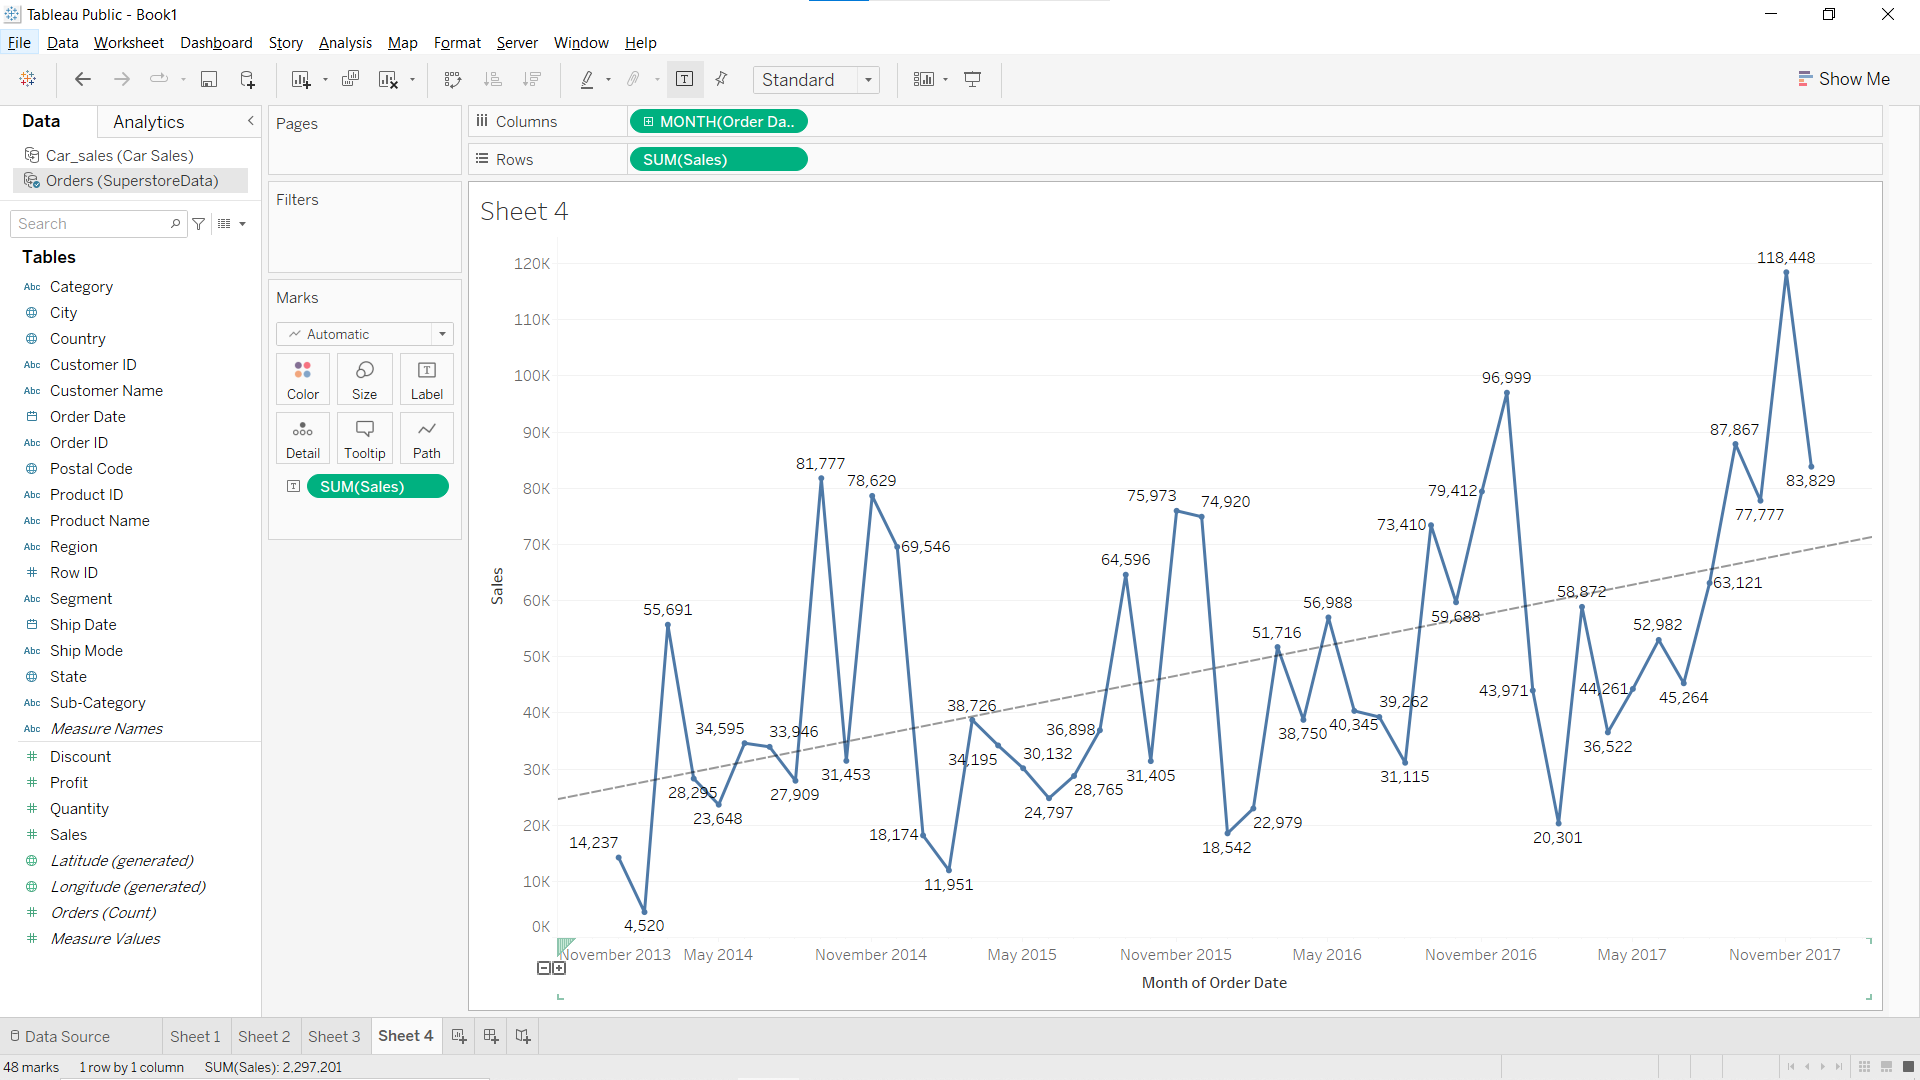 Tableau Public - Book1
File Data Worksheet Dashboard Story Analysis Map Format Server Window Help
T Standard Show Me
Data Analytics
Car_sales (Car Sales)
Orders (SuperstoreData)
Search
Tables
Abc Category
City
Country
Abc Customer ID
Abc Customer Name
Order Date
Abc Order ID
Postal Code
Abc Product ID
Abc Product Name
Abc Region
# Row ID
Abc Segment
Ship Date
Abc Ship Mode
State
Abc Sub-Category
Abc Measure Names
# Discount
# Profit
# Quantity
# Sales
Latitude (generated)
Longitude (generated)
# Orders (Count)
# Measure Values
Pages
Filters
Marks
Automatic
Color Size T Label
Detail Tooltip Path
T SUM(Sales)
Columns MONTH(Order Da..
Rows SUM(Sales)
Sheet 4
Sales
120K
110K
100K
90K
80K
70K
60K
50K
40K
30K
20K
10K
0K
14,237
4,520
55,691
28,295
23,648
34,595
33,946
27,909
81,777
31,453
78,629
69,546
18,174
11,951
38,726
34,195
30,132
24,797
28,765
36,898
64,596
31,405
75,973
74,920
18,542
22,979
51,716
38,750
56,988
40,345
39,262
31,115
73,410
59,688
79,412
96,999
43,971
20,301
58,872
36,522
44,261
52,982
45,264
63,121
87,867
77,777
118,448
83,829
November 2013 May 2014 November 2014 May 2015 November 2015 May 2016 November 2016 May 2017 November 2017
Month of Order Date
Data Source Sheet 1 Sheet 2 Sheet 3 Sheet 4
48 marks 1 row by 1 column SUM(Sales): 2,297,201